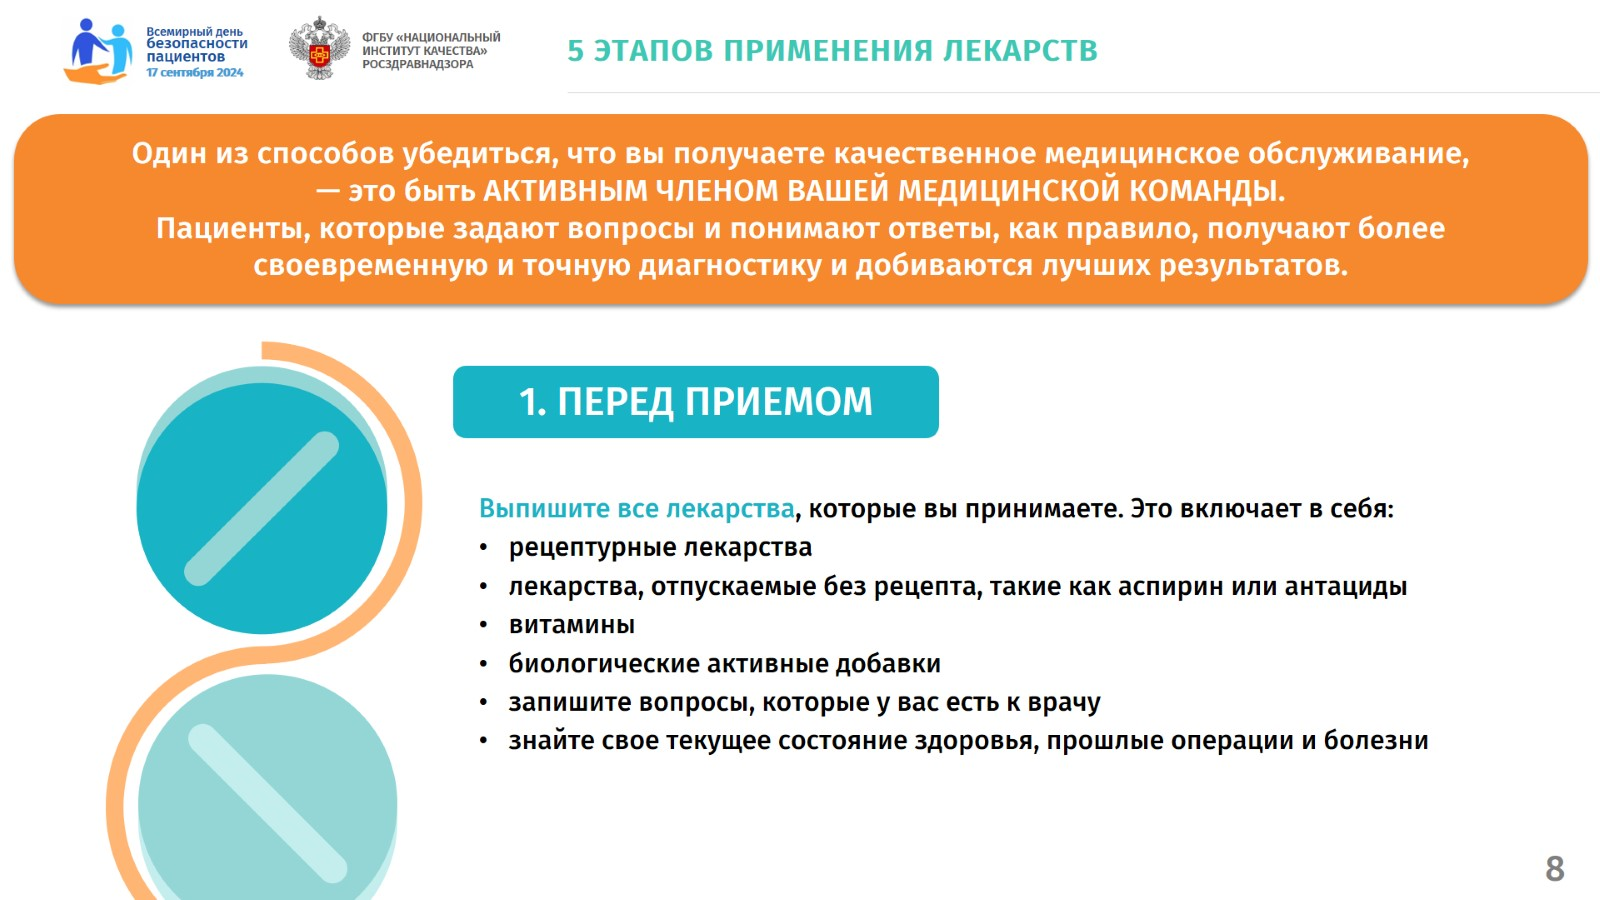 Всемирный день
безопасности
пациентов
17 сентября 2024
ФГБУ «НАЦИОНАЛЬНЫЙ
ИНСТИТУТ КАЧЕСТВА»
РОСЗДРАВНАДЗОРА
5 ЭТАПОВ ПРИМЕНЕНИЯ ЛЕКАРСТВ
Один из способов убедиться, что вы получаете качественное медицинское обслуживание,
— это быть АКТИВНЫМ ЧЛЕНОМ ВАШЕЙ МЕДИЦИНСКОЙ КОМАНДЫ.
Пациенты, которые задают вопросы и понимают ответы, как правило, получают более
своевременную и точную диагностику и добиваются лучших результатов.
1. ПЕРЕД ПРИЕМОМ
Выпишите все лекарства, которые вы принимаете. Это включает в себя:
• рецептурные лекарства
• лекарства, отпускаемые без рецепта, такие как аспирин или антациды
• витамины
• биологические активные добавки
• запишите вопросы, которые у вас есть к врачу
• знайте свое текущее состояние здоровья, прошлые операции и болезни
8